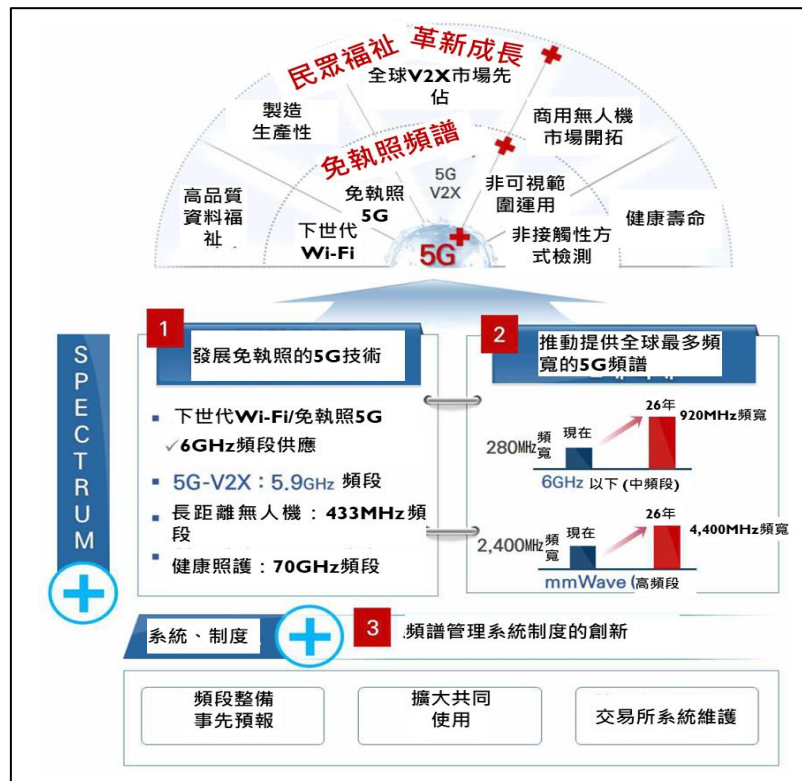 民眾福祉 革新成長
全球V2X市場先
佔
製造
生產性
商用無人機
市場開拓
免執照頻譜
高品質
資料福
祉
下世代
Wi-Fi
免執照
5G
5G
V2X
非可視範
圍運用
非接觸性方
式檢測
健康壽命
5G
SPECTRUM
1
發展免執照的5G技術
下世代Wi-Fi/免執照5G
✓6GHz頻段供應
5G-V2X：5.9GHz 頻段
長距離無人機：433MHz頻
段
健康照護：70GHz頻段
2
推動提供全球最多頻
寬的5G頻譜
280MHz頻
寬
現在
26年
920MHz頻寬
6GHz 以下 (中頻段)
2,400MHz頻
寬
現在
26年
4,400MHz頻寬
mmWave (高頻段
系統、制度
3
頻譜管理系統制度的創新
頻段整備
事先預報
擴大共同
使用
交易所系統維護